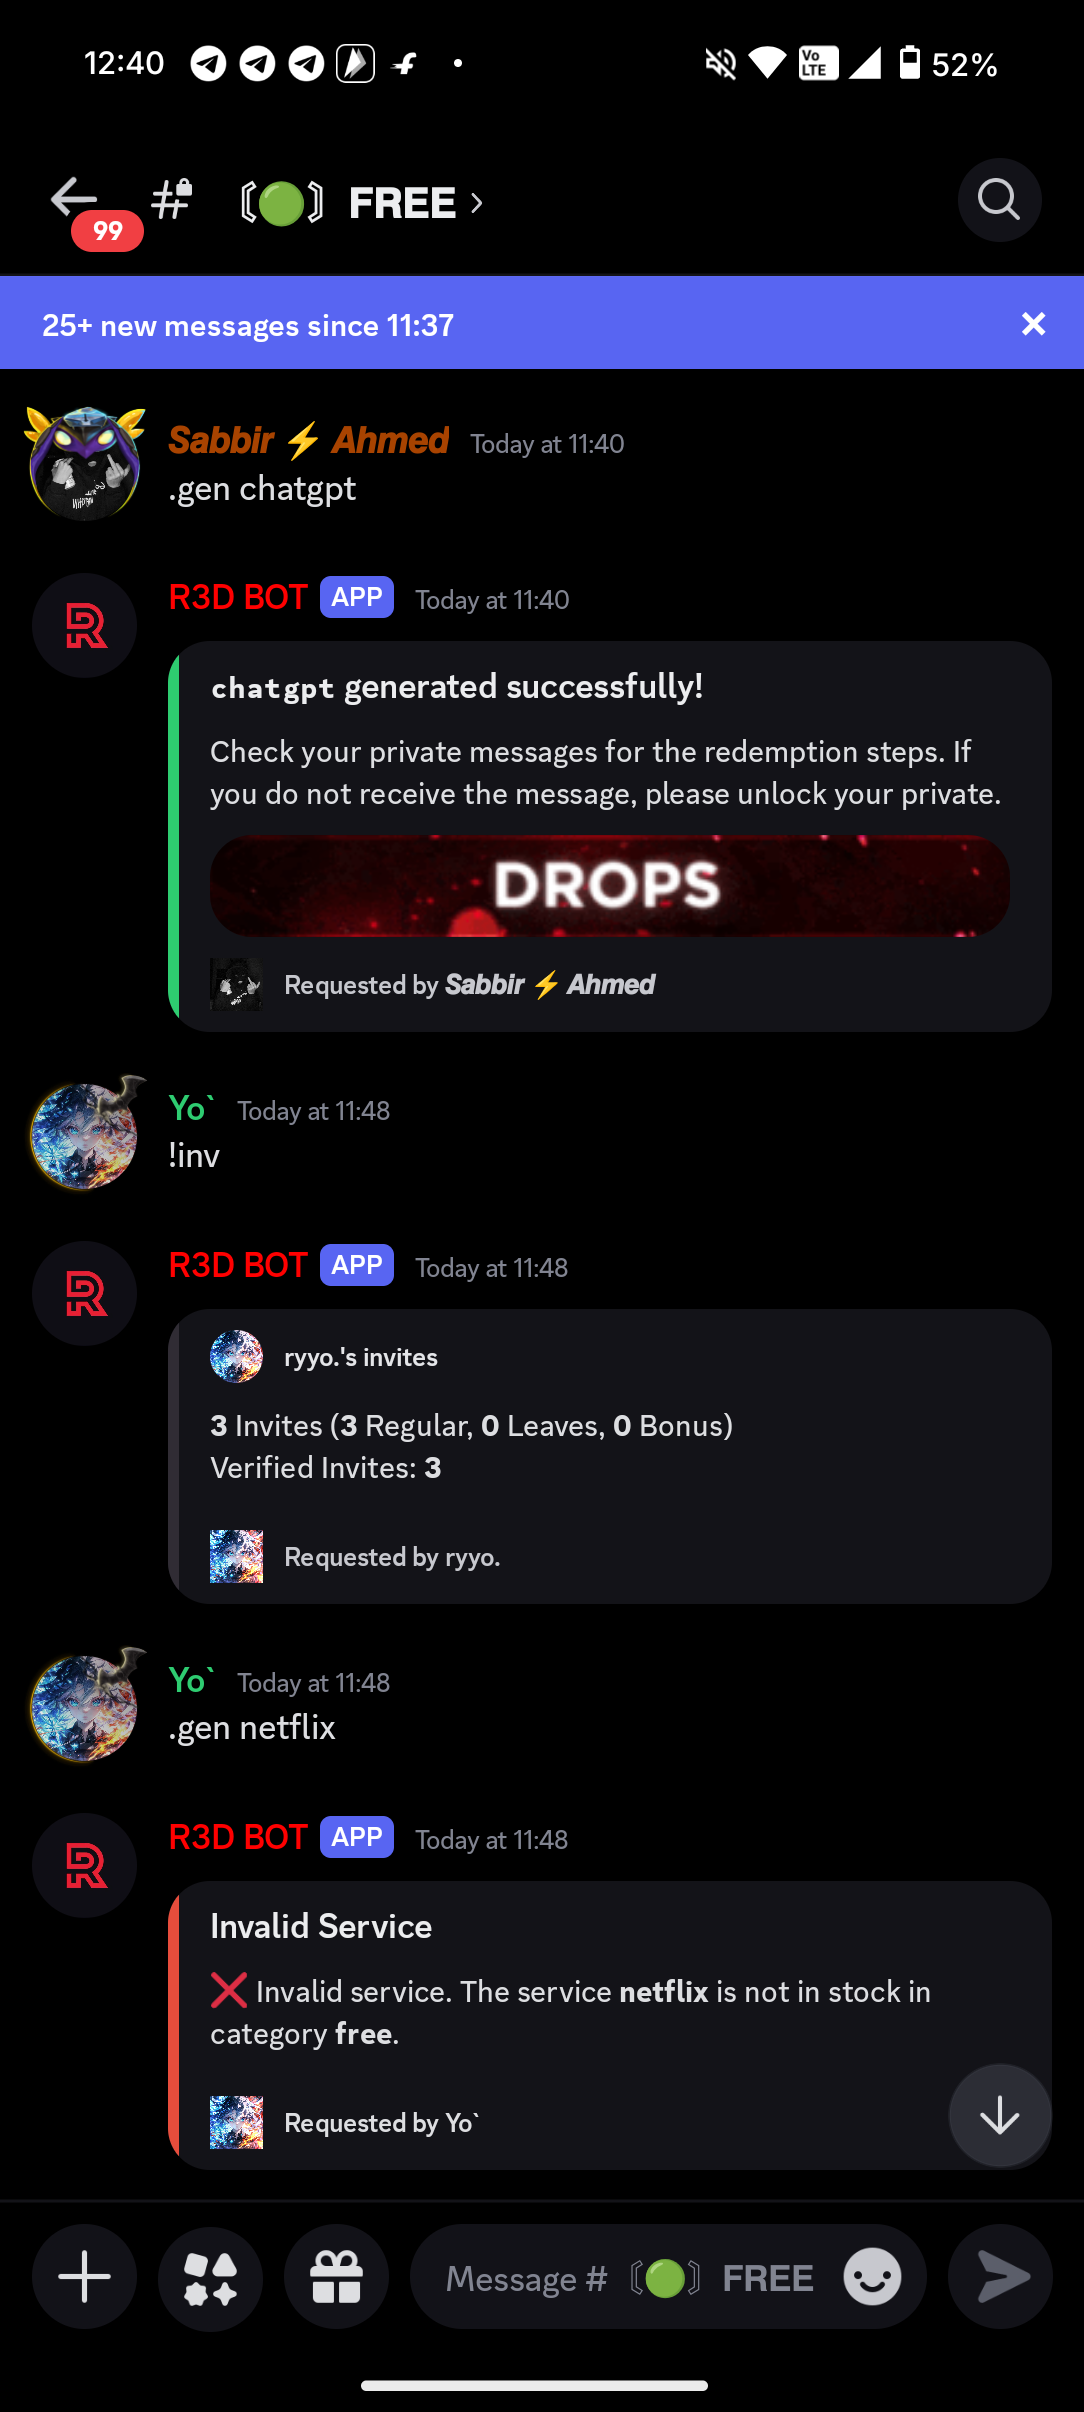 12:40 VoLTE 52%
99 # 〘🟢〙 FREE ›
25+ new messages since 11:37 ×
Sabbir ⚡ Ahmed Today at 11:40
.gen chatgpt
R3D BOT APP Today at 11:40
chatgpt generated successfully!
Check your private messages for the redemption steps. If
you do not receive the message, please unlock your private.
DROPS
Requested by Sabbir ⚡ Ahmed
Yo` Today at 11:48
!inv
R3D BOT APP Today at 11:48
ryyo.'s invites
3 Invites (3 Regular, 0 Leaves, 0 Bonus)
Verified Invites: 3
Requested by ryyo.
Yo` Today at 11:48
.gen netflix
R3D BOT APP Today at 11:48
Invalid Service
❌ Invalid service. The service netflix is not in stock in
category free.
Requested by Yo`
Message # 〘🟢〙 FREE